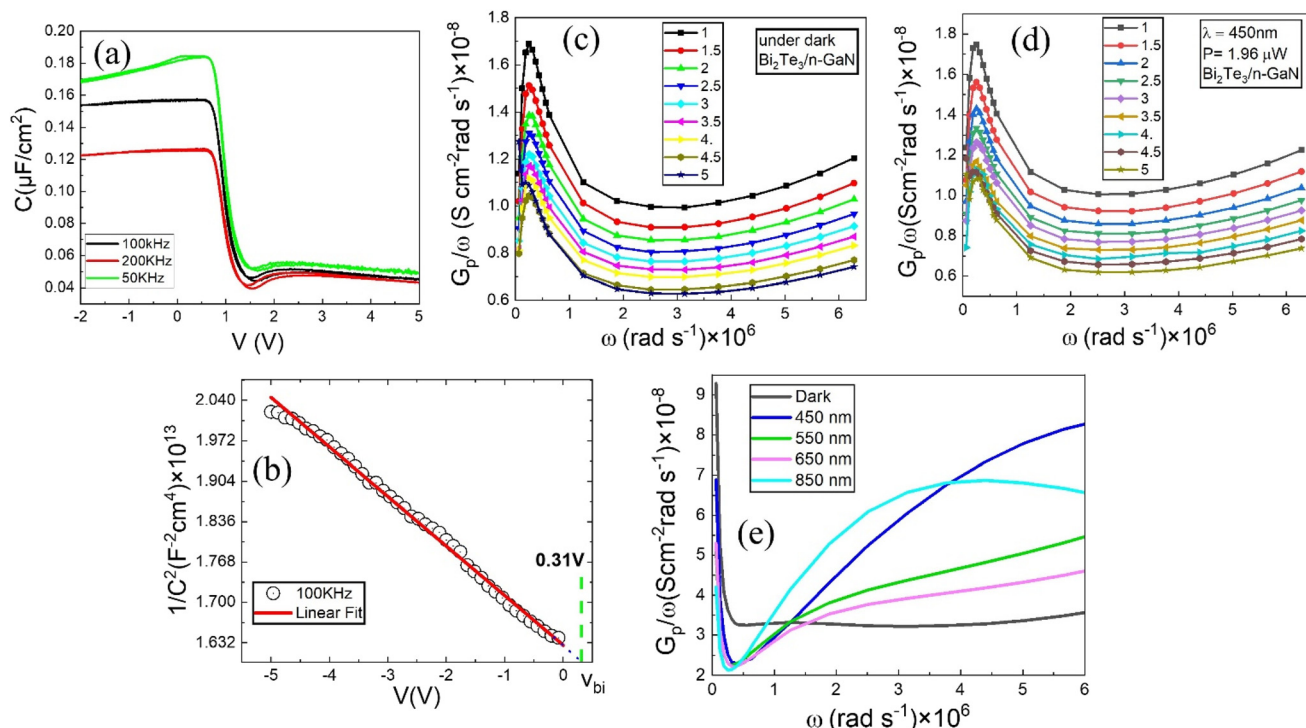 (a)
C(μF/cm²)
0.20
0.18
0.16
0.14
0.12
0.10
0.08
0.06
0.04
100kHz
200KHz
50KHz
-2 -1 0 1 2 3 4 5
V (V)
(c)
Gₚ/ω (S cm⁻²rad s⁻¹)×10⁻⁸
1.8
1.6
1.4
1.2
1.0
0.8
0.6
1
1.5
2
2.5
3
3.5
4.
4.5
5
under dark
Bi₂Te₃/n-GaN
0 1 2 3 4 5 6
ω (rad s⁻¹)×10⁶
(d)
Gₚ/ω(Scm⁻²rad s⁻¹)×10⁻⁸
1.8
1.6
1.4
1.2
1.0
0.8
0.6
1
1.5
2
2.5
3
3.5
4.
4.5
5
λ = 450nm
P= 1.96 μW
Bi₂Te₃/n-GaN
0 1 2 3 4 5 6
ω (rad s⁻¹)×10⁶
(b)
1/C²(F⁻²cm⁴)×10¹³
2.040
1.972
1.904
1.836
1.768
1.700
1.632
0.31V
100KHz
Linear Fit
-5 -4 -3 -2 -1 0 V_bi
V(V)
(e)
Gₚ/ω(Scm⁻²rad s⁻¹)×10⁻⁸
9
8
7
6
5
4
3
2
Dark
450 nm
550 nm
650 nm
850 nm
0 1 2 3 4 5 6
ω (rad s⁻¹)×10⁶